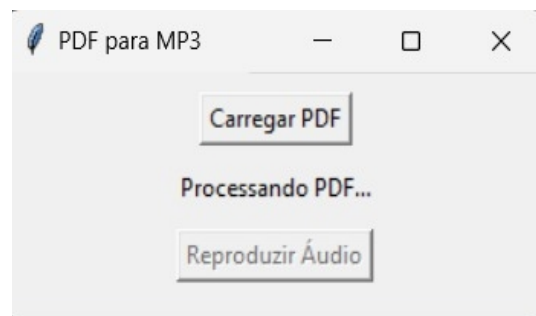 PDF para MP3
Carregar PDF
Processando PDF...
Reproduzir Áudio